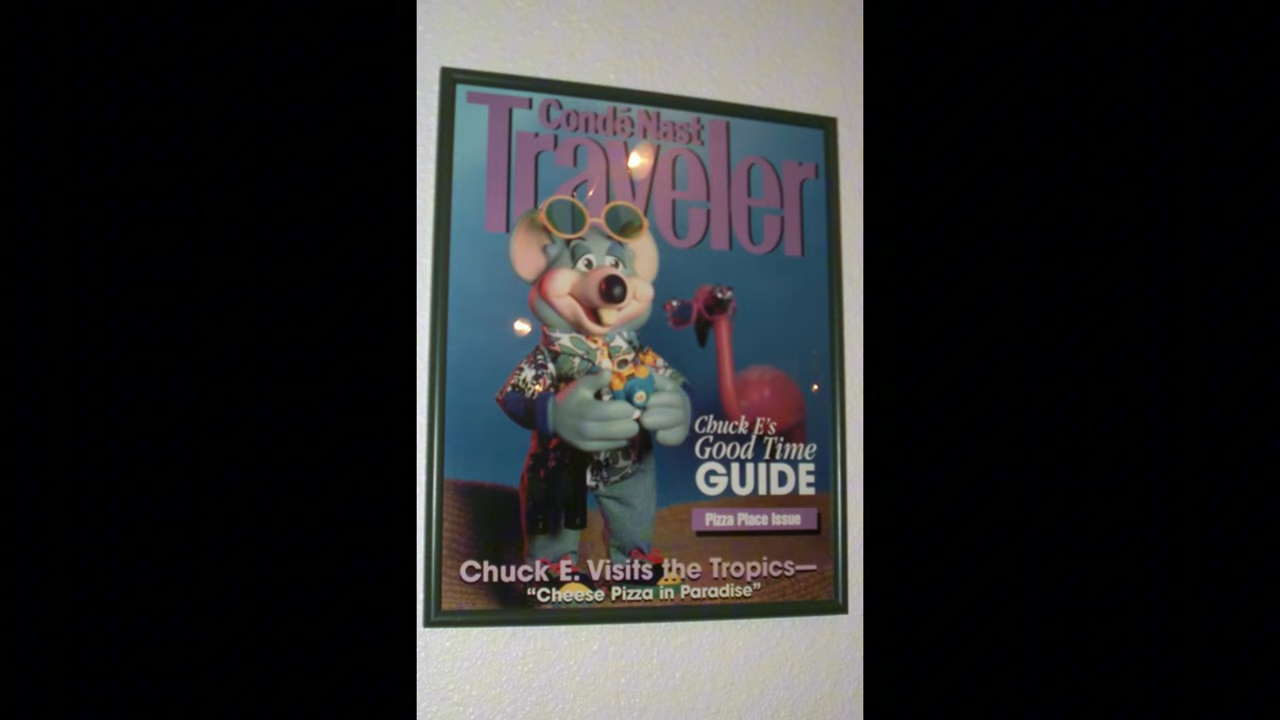 Condé Nast
Traveler
Chuck E's
Good Time
GUIDE
Pizza Place Issue
Chuck E. Visits the Tropics—
"Cheese Pizza in Paradise"